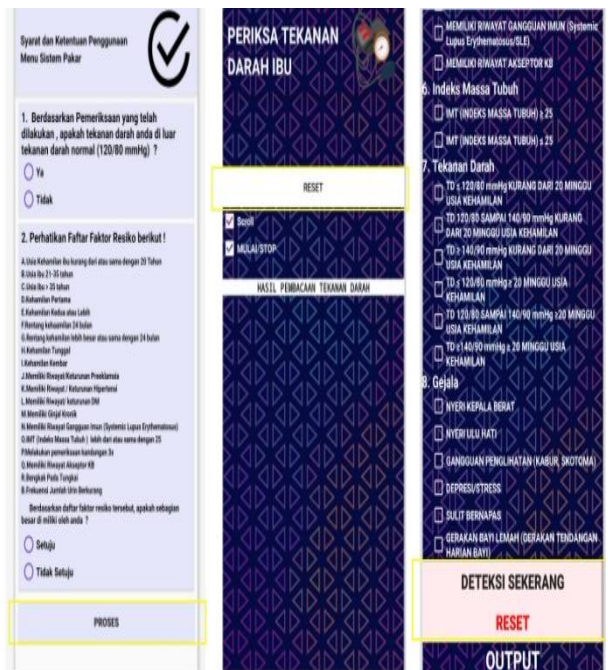 Syarat dan Ketentuan Penggunaan
Menu Sistem Pakar
1. Berdasarkan Pemeriksaan yang telah
dilakukan , apakah tekanan darah anda di luar
tekanan darah normal (120/80 mmHg) ?
Ya
Tidak
2. Perhatikan Faftar Faktor Resiko berikut !
A.Usia Kehamilan ibu kurang dari atau sama dengan 20 Tahun
B.Usia Ibu 21-35 tahun
C.Usia ibu > 35 tahun
D.Kehamilan Pertama
E.Kehamilan Kedua atau Lebih
F.Rentang kehaamilan 24 bulan
G.Rentang kehamilan lebih besar atau sama dengan 24 bulan
H.Kehamilan Tunggal
I.Kehamilan Kembar
J.Memiliki Riwayat/Keturunan Preeklamsia
K.Memiliki Riwayat / Keturunan Hipertensi
L.Memiliki Riwayat/ keturunan DM
M.Memiliki Ginjal Kronik
N.Memiliki Riwayat Gangguan Imun (Systemic Lupus Erythematosus)
O.IMT (Indeks Massa Tubuh ) lebih dari atau sama dengan 25
P.Melakukan pemeriksaan kandungan 3x
Q.Memiliki Riwayat Akseptor KB
R.Bengkak Pada Tungkai
S.Frekuensi Jumlah Urin Berkurang
Berdasarkan daftar faktor resiko tersebut, apakah sebagian
besar di miliki oleh anda ?
Setuju
Tidak Setuju
PROSES
PERIKSA TEKANAN
DARAH IBU
RESET
Scroll
MULAI/STOP
HASIL PEMBACAAN TEKANAN DARAH
MEMILIKI RIWAYAT GANGGUAN IMUN (Systemic
Lupus Erythematosus/SLE)
MEMILIKI RIWAYAT AKSEPTOR KB
6. Indeks Massa Tubuh
IMT (INDEKS MASSA TUBUH) ≥ 25
IMT (INDEKS MASSA TUBUH) ≤ 25
7. Tekanan Darah
TD ≤ 120/80 mmHg KURANG DARI 20 MINGGU
USIA KEHAMILAN
TD 120/80 SAMPAI 140/90 mmHg KURANG
DARI 20 MINGGU USIA KEHAMILAN
TD ≥ 140/90 mmHg KURANG DARI 20 MINGGU
USIA KEHAMILAN
TD ≤ 120/80 mmHg ≥ 20 MINGGU USIA
KEHAMILAN
TD 120/80 SAMPAI 140/90 mmHg ≥20 MINGGU
USIA KEHAMILAN
TD ≥140/90 mmHg ≥ 20 MINGGU USIA
KEHAMILAN
8. Gejala
NYERI KEPALA BERAT
NYERI ULU HATI
GANGGUAN PENGLIHATAN (KABUR, SKOTOMA)
DEPRESI/STRESS
SULIT BERNAPAS
GERAKAN BAYI LEMAH (GERAKAN TENDANGAN
HARIAN BAYI)
DETEKSI SEKERANG
RESET
OUTPUT